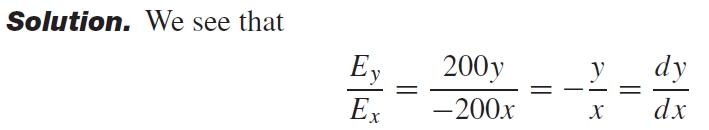 Solution. We see that
E_y/E_x = 200y/−200x = −y/x = dy/dx